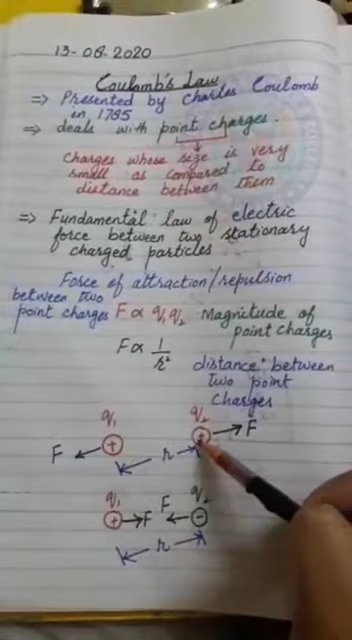 13-08-2020
Coulomb's Law
⇒ Presented by Charles Coulomb
in 1785
⇒ deals with point charges.
Charges whose size is very
small as compared to
distance between them
⇒ Fundamental law of electric
force between two stationary
charged particles
Force of attraction/repulsion
between two
point charges F ∝ q₁q₂ Magnitude of
point charges
F ∝ 1/r²
distance between
two point
charges
q₁ q₂
F + + F
r
q₁ F q₂
+ F −
r